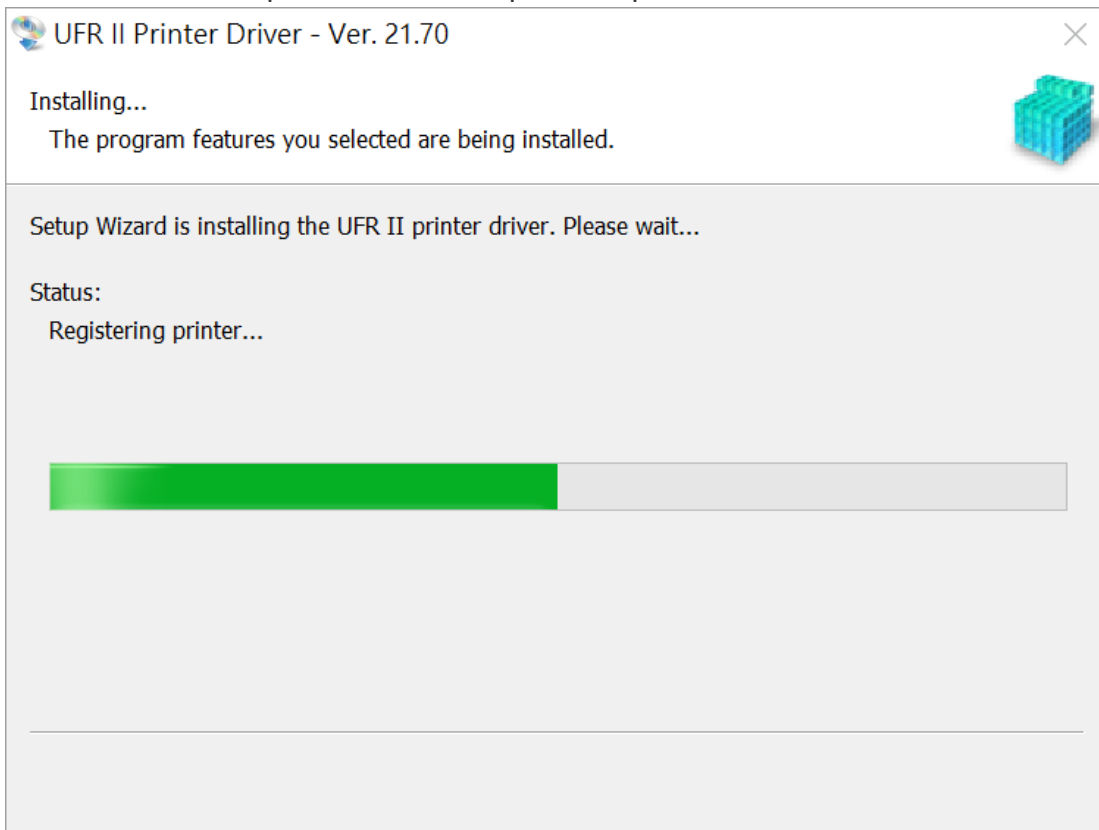 UFR II Printer Driver - Ver. 21.70
Installing...
The program features you selected are being installed.
Setup Wizard is installing the UFR II printer driver. Please wait...
Status:
Registering printer...